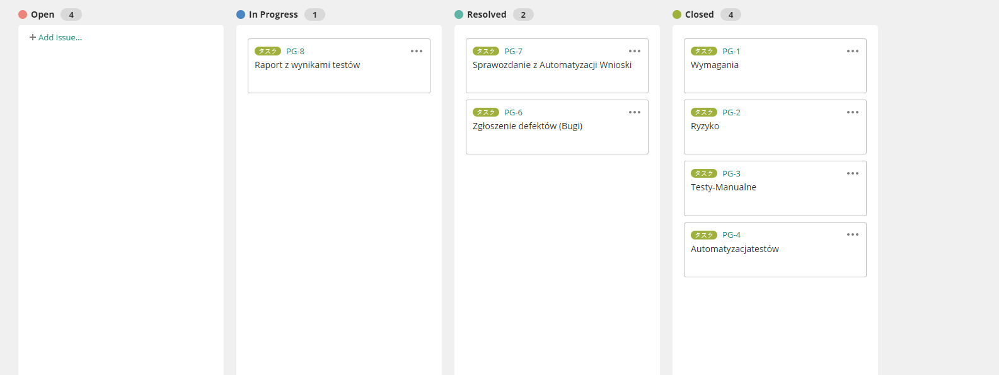 Open 4
Add Issue...
In Progress 1
タスク PG-8
Raport z wynikami testów
Resolved 2
タスク PG-7
Sprawozdanie z Automatyzacji Wnioski
タスク PG-6
Zgłoszenie defektów (Bugi)
Closed 4
タスク PG-1
Wymagania
タスク PG-2
Ryzyko
タスク PG-3
Testy-Manualne
タスク PG-4
Automatyzacjatestów